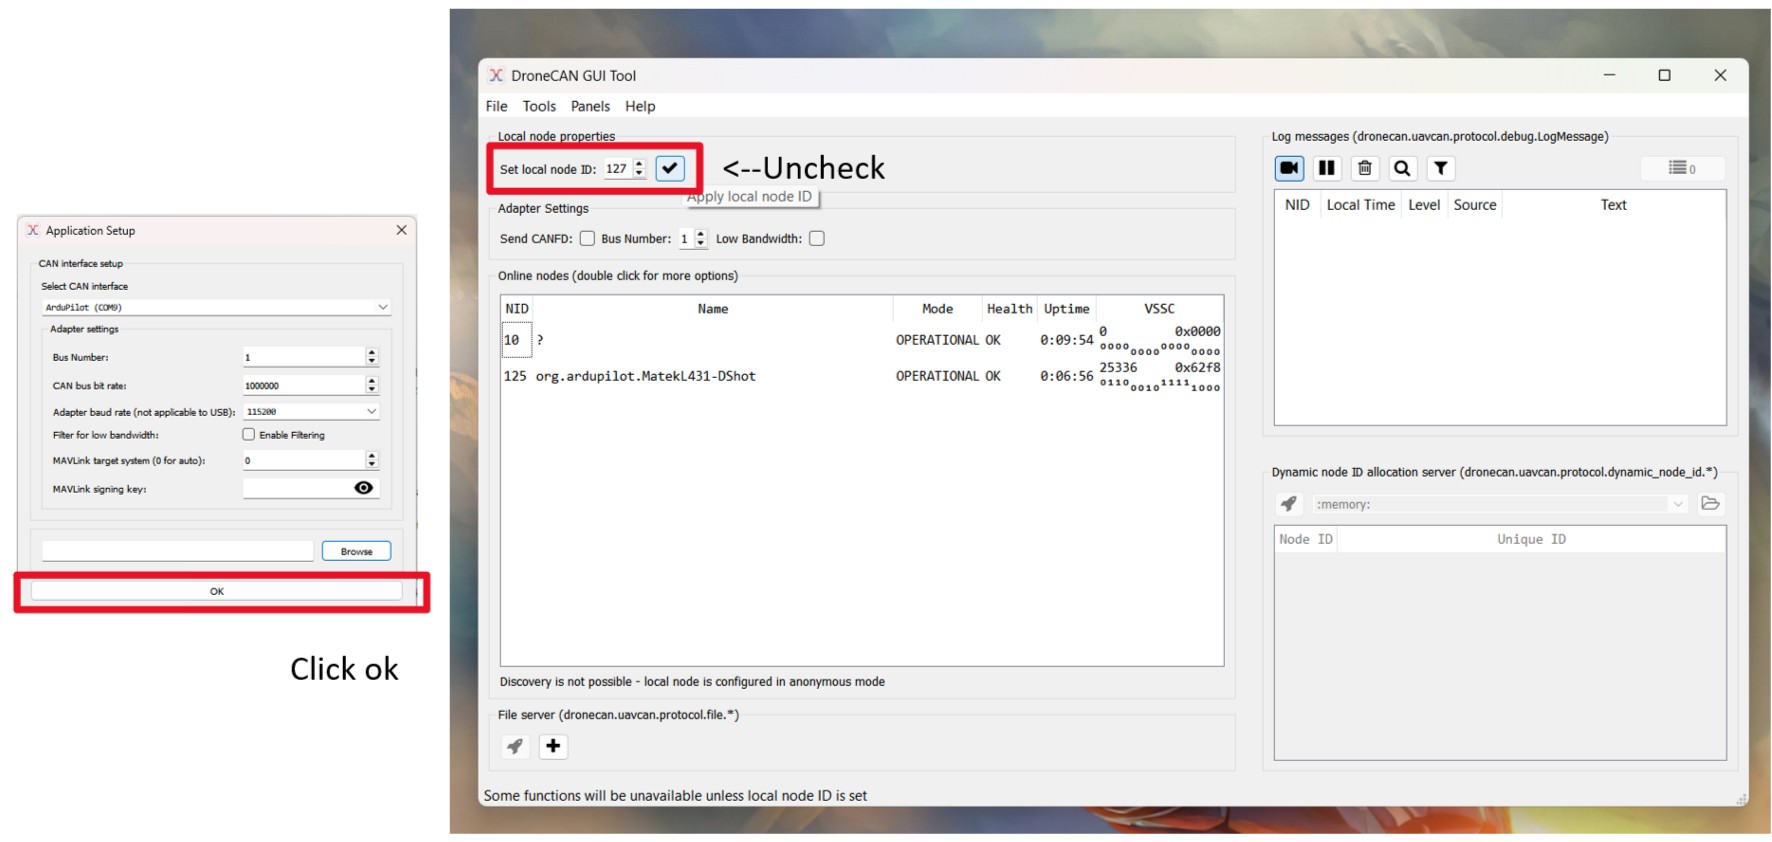 Application Setup
CAN interface setup
Select CAN interface
ArduPilot (COM9)
Adapter settings
Bus Number: 1
CAN bus bit rate: 1000000
Adapter baud rate (not applicable to USB): 115200
Filter for low bandwidth: Enable Filtering
MAVLink target system (0 for auto): 0
MAVLink signing key:
Browse
OK
Click ok
DroneCAN GUI Tool
File Tools Panels Help
Local node properties
Set local node ID: 127
<--Uncheck
Apply local node ID
Adapter Settings
Send CANFD: Bus Number: 1 Low Bandwidth:
Online nodes (double click for more options)
NID Name Mode Health Uptime VSSC
10 ? OPERATIONAL OK 0:09:54 0 0x0000
0000 0000 0000 0000
125 org.ardupilot.MatekL431-DShot OPERATIONAL OK 0:06:56 25336 0x62f8
0110 0010 1111 1000
Discovery is not possible - local node is configured in anonymous mode
File server (dronecan.uavcan.protocol.file.*)
Some functions will be unavailable unless local node ID is set
Log messages (dronecan.uavcan.protocol.debug.LogMessage)
0
NID Local Time Level Source Text
Dynamic node ID allocation server (dronecan.uavcan.protocol.dynamic_node_id.*)
:memory:
Node ID Unique ID